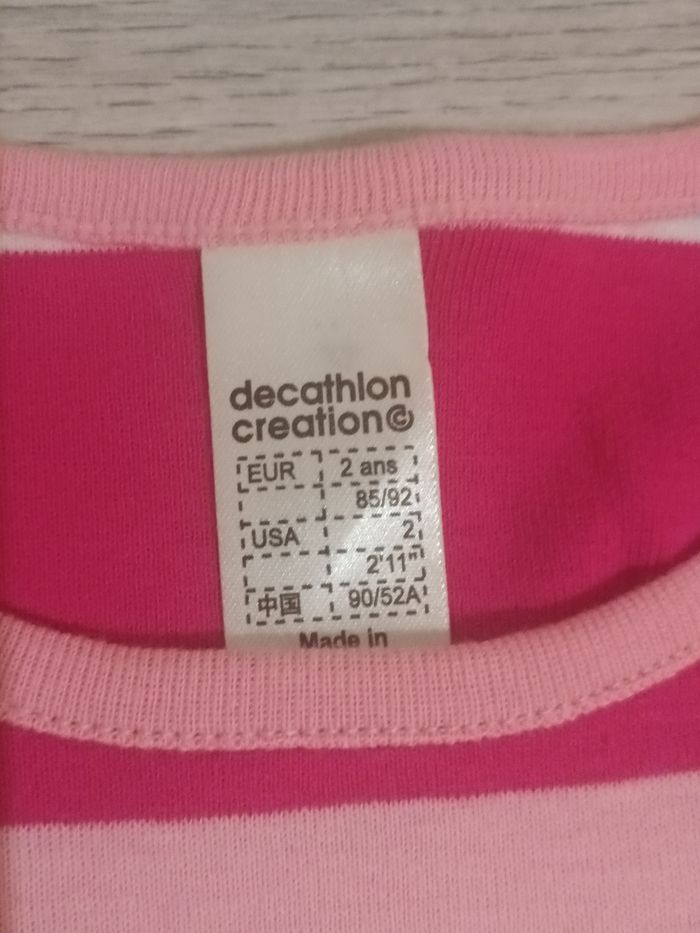 decathlon
creation©
EUR 2 ans
85/92
USA 2
2'11"
中国 90/52A
Made in